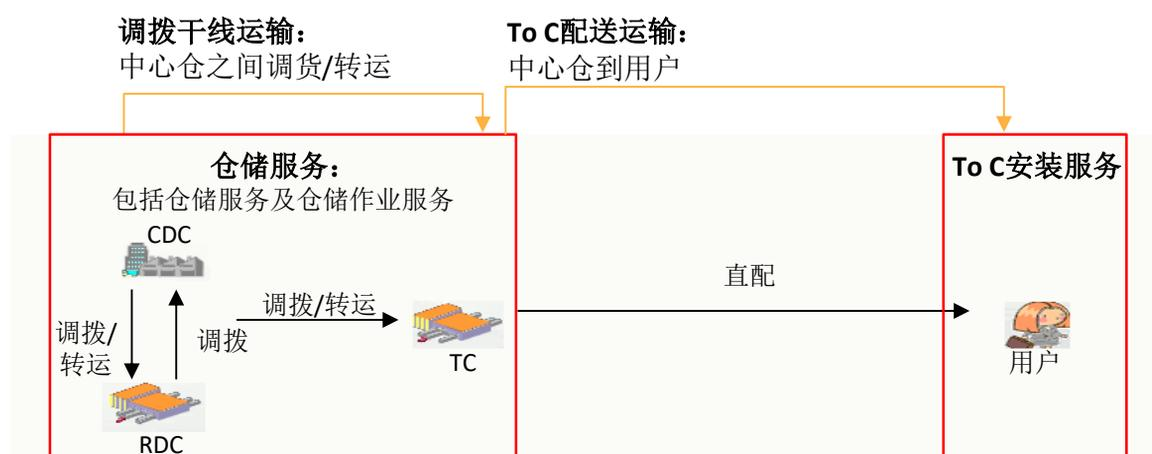 调拨干线运输：
中心仓之间调货/转运
To C配送运输：
中心仓到用户
仓储服务：
包括仓储服务及仓储作业服务
To C安装服务
CDC
调拨/
转运
调拨
调拨/转运
TC
RDC
直配
用户